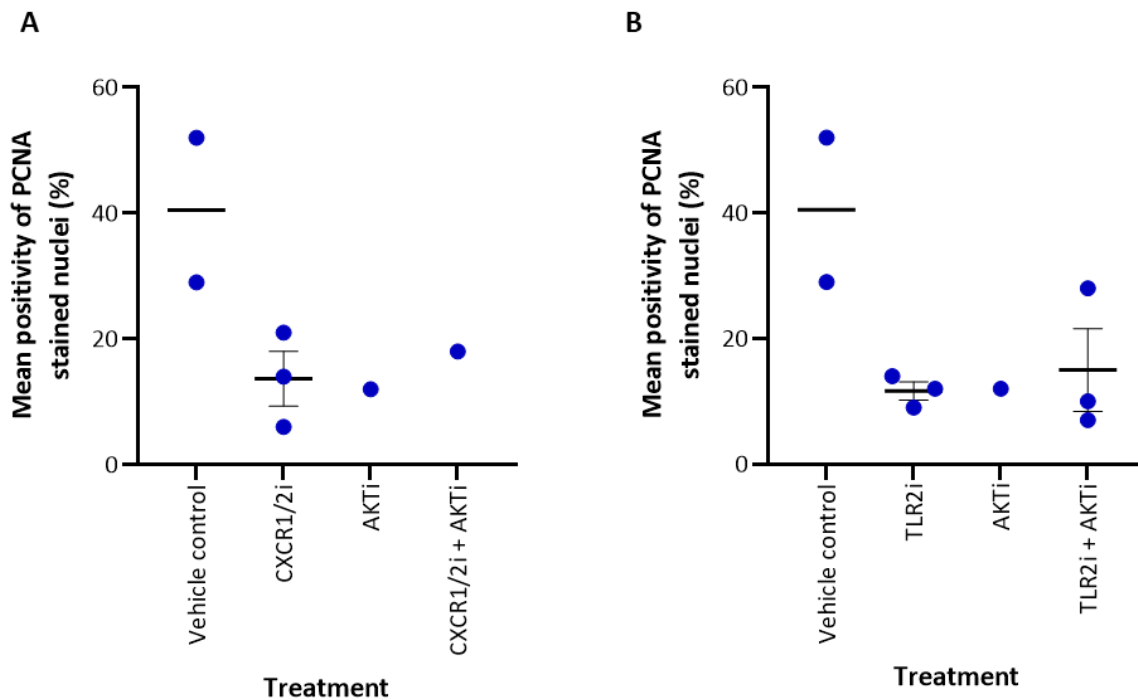 A
Mean positivity of PCNA
stained nuclei (%)
60
40
20
0
Vehicle control
CXCR1/2i
AKTi
CXCR1/2i + AKTi
Treatment
B
Mean positivity of PCNA
stained nuclei (%)
60
40
20
0
Vehicle control
TLR2i
AKTi
TLR2i + AKTi
Treatment